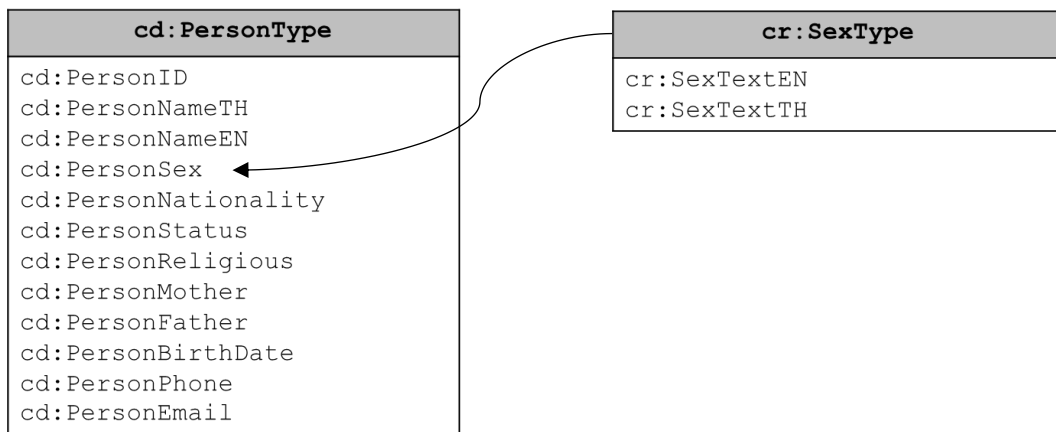 cd:PersonType
cd:PersonID
cd:PersonNameTH
cd:PersonNameEN
cd:PersonSex
cd:PersonNationality
cd:PersonStatus
cd:PersonReligious
cd:PersonMother
cd:PersonFather
cd:PersonBirthDate
cd:PersonPhone
cd:PersonEmail
cr:SexType
cr:SexTextEN
cr:SexTextTH